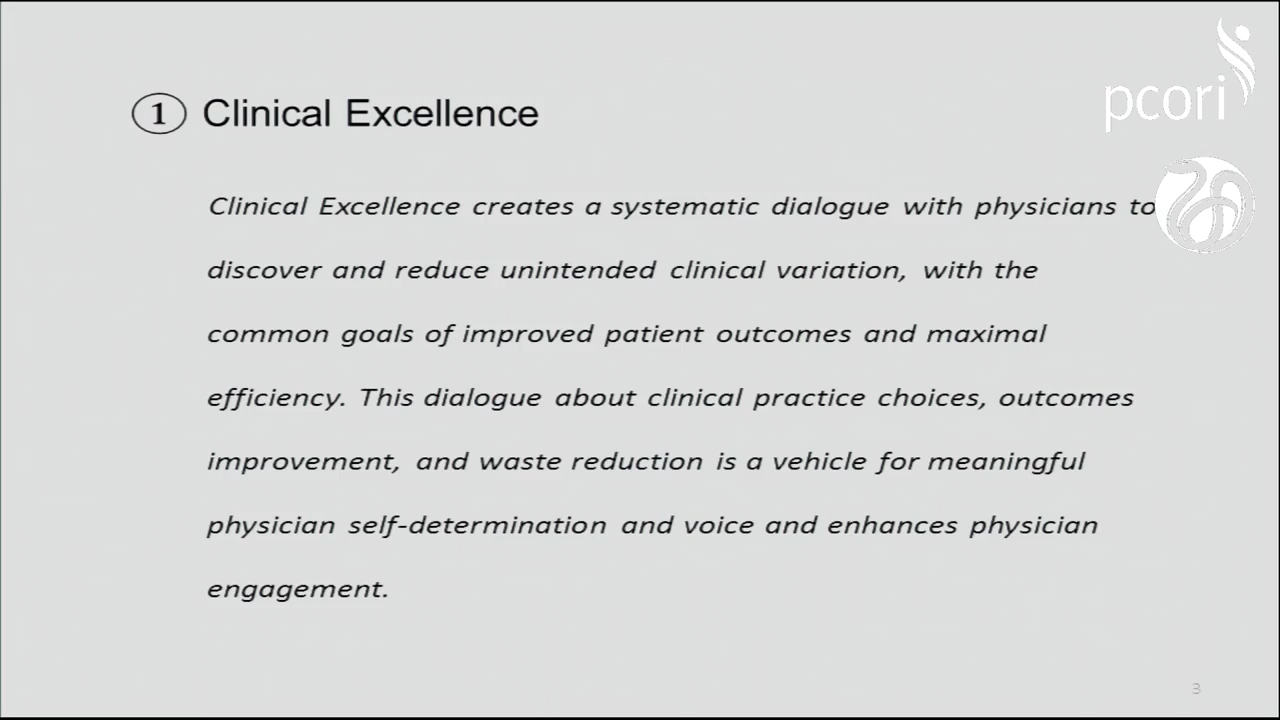 pcori
1 Clinical Excellence
Clinical Excellence creates a systematic dialogue with physicians to
discover and reduce unintended clinical variation, with the
common goals of improved patient outcomes and maximal
efficiency. This dialogue about clinical practice choices, outcomes
improvement, and waste reduction is a vehicle for meaningful
physician self-determination and voice and enhances physician
engagement.
3